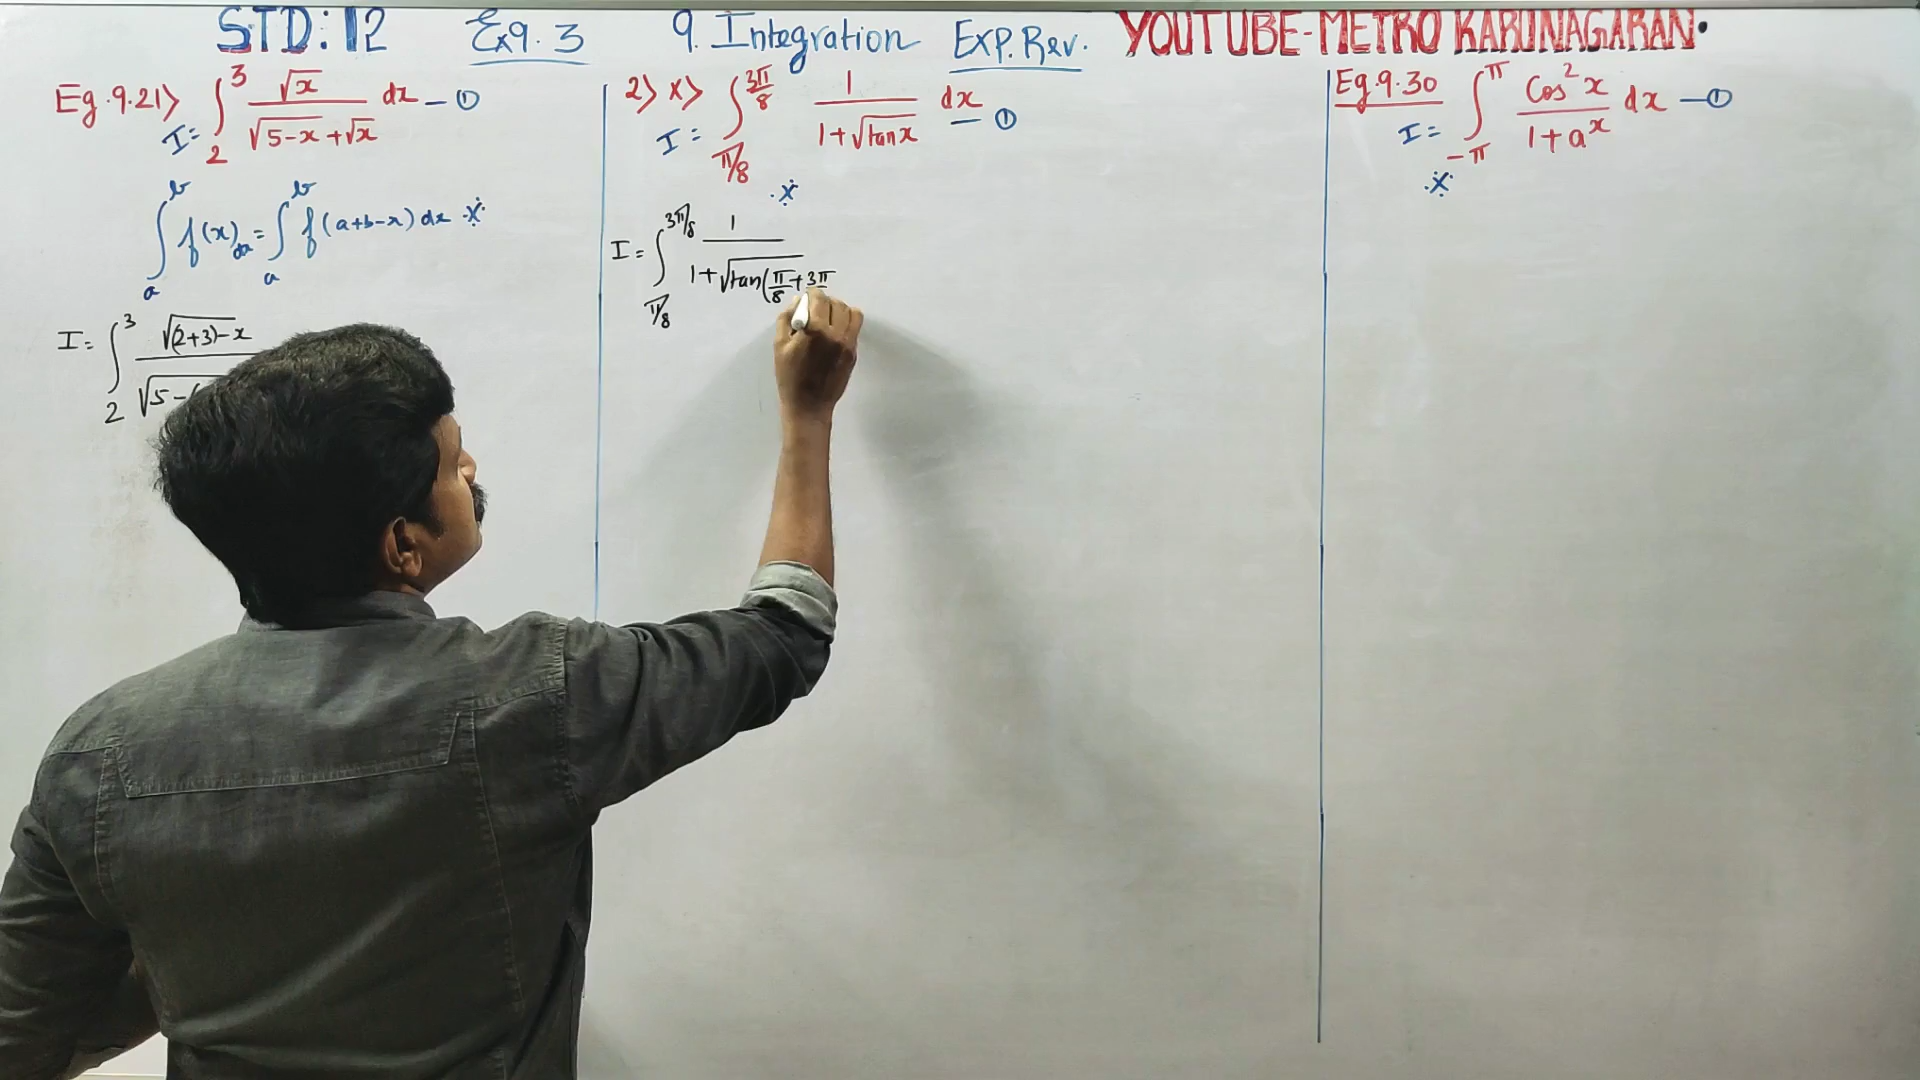 STD: 12 Ex 9.3 9. Integration Exp. Rev. YOUTUBE-METRO KARUNAGARAN.
Eg.9.21> I = ∫₂³ √x / (√5-x + √x) dx — ①
∫ₐᵇ f(x) dx = ∫ₐᵇ f(a+b-x) dx
I = ∫₂³ √(2+3)-x
√5-(
2> x> I = ∫_{π/8}^{3π/8} 1 / (1+√tanx) dx — ①
I = ∫_{π/8}^{3π/8} 1 / (1+√tan(π/8 + 3π
Eg.9.30 I = ∫_{-π}^{π} Cos²x / (1+aˣ) dx — ①